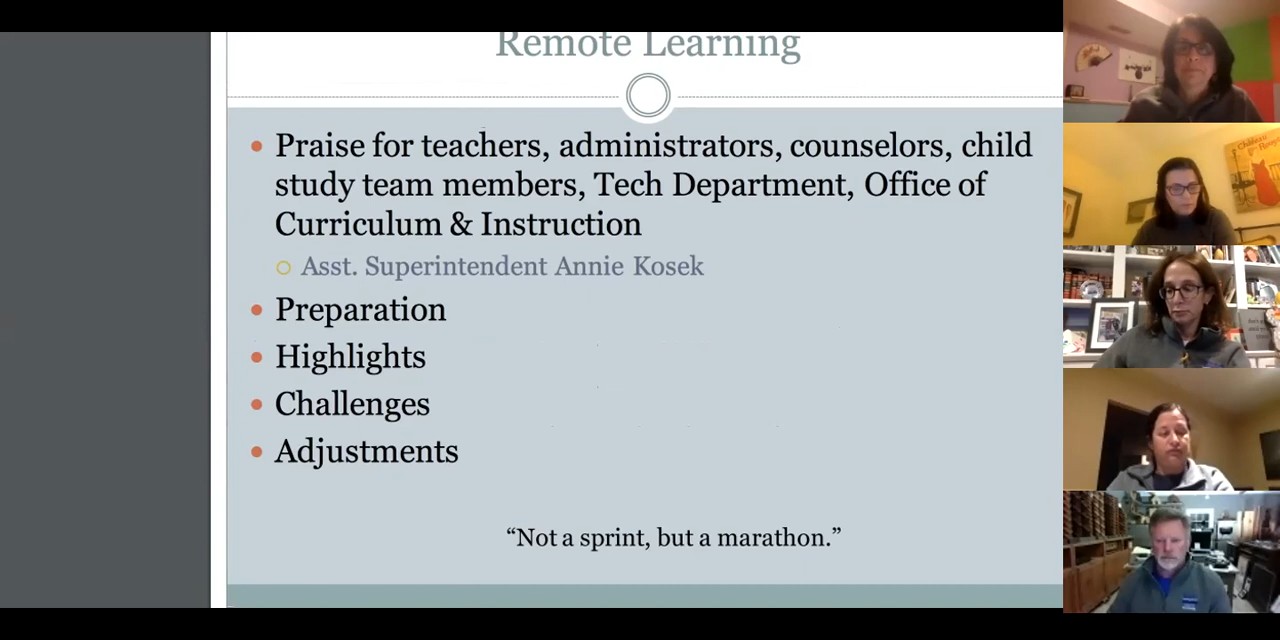 Remote Learning
Praise for teachers, administrators, counselors, child
study team members, Tech Department, Office of
Curriculum & Instruction
Asst. Superintendent Annie Kosek
Preparation
Highlights
Challenges
Adjustments
“Not a sprint, but a marathon.”